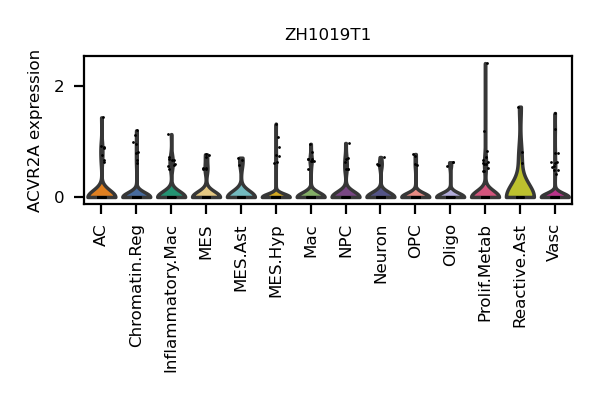 ZH1019T1
ACVR2A expression
2
0
AC
Chromatin.Reg
Inflammatory.Mac
MES
MES.Ast
MES.Hyp
Mac
NPC
Neuron
OPC
Oligo
Prolif.Metab
Reactive.Ast
Vasc